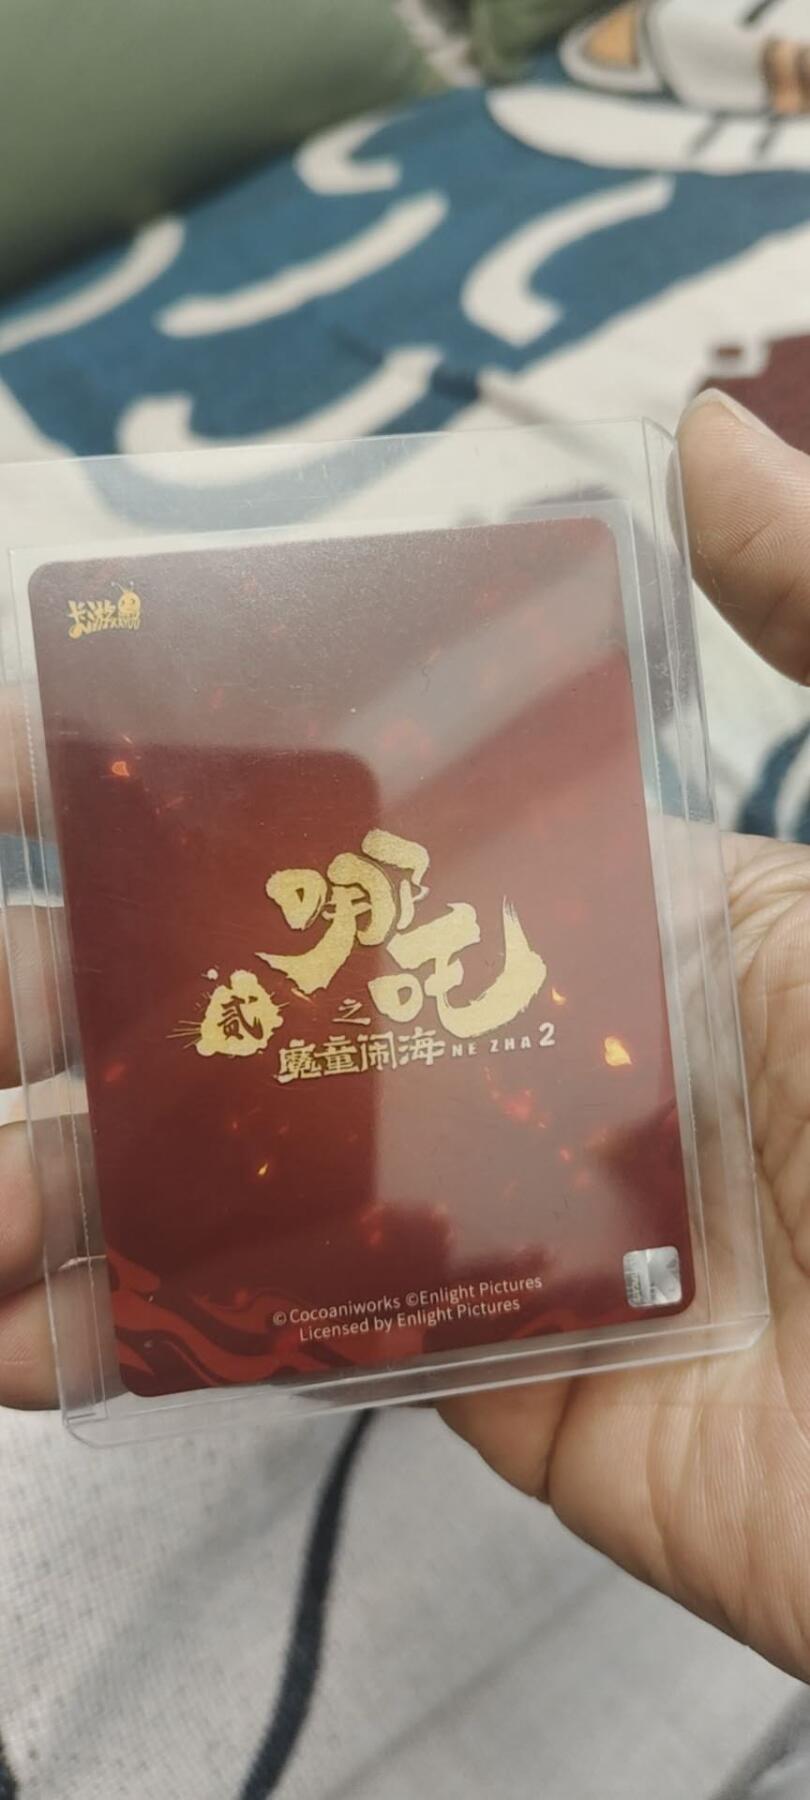 卡游
KAYOU
哪吒
贰
之
魔童闹海 NE ZHA 2
© Cocoaniworks ©Enlight Pictures
Licensed by Enlight Pictures